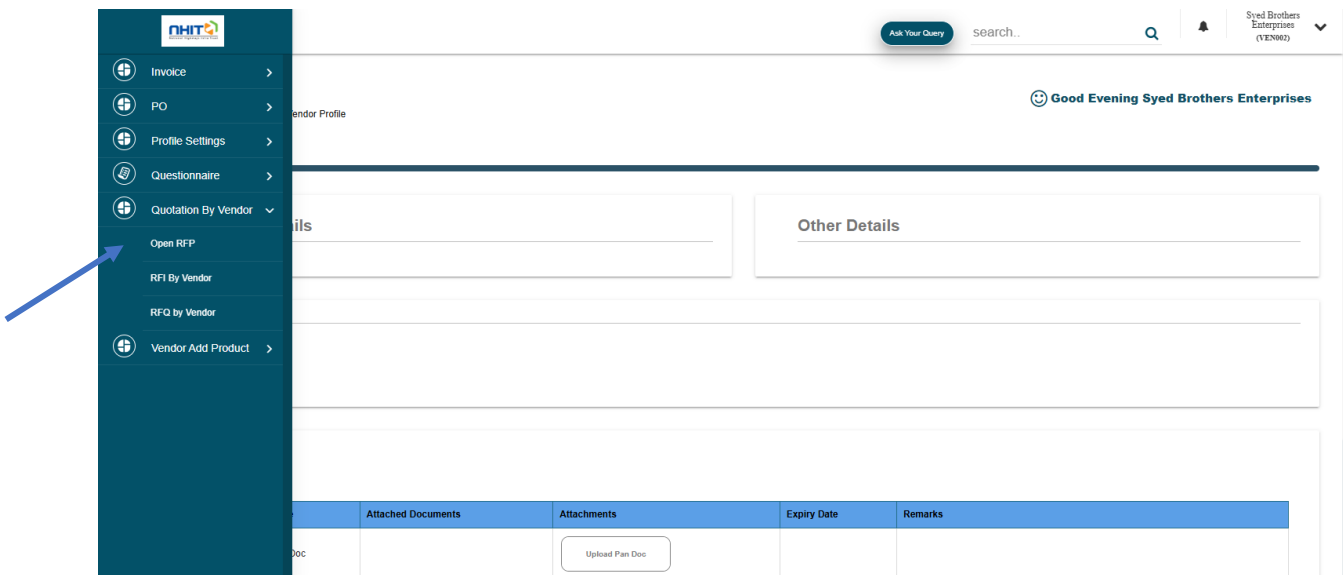 NHIT
Ask Your Query
search..
Syed Brothers
Enterprises
(VEN002)
Invoice
PO
Profile Settings
Questionnaire
Quotation By Vendor
Open RFP
RFI By Vendor
RFQ by Vendor
Vendor Add Product
endor Profile
Good Evening Syed Brothers Enterprises
ils
Other Details
Attached Documents
Attachments
Expiry Date
Remarks
Doc
Upload Pan Doc